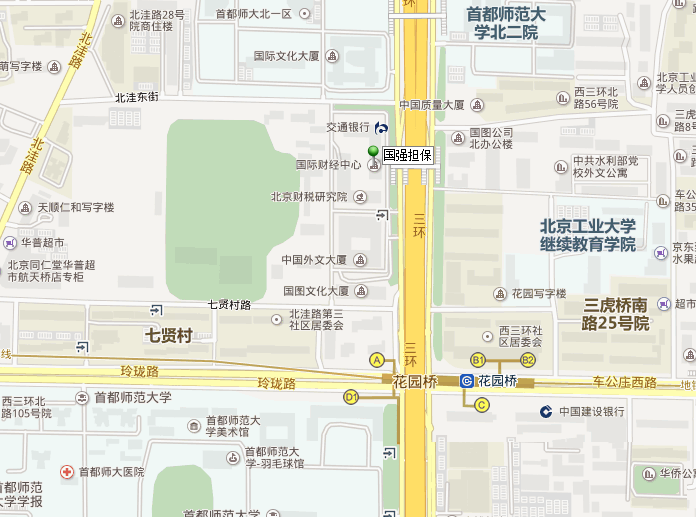 北洼路28号
院商住楼
首都师大北一区
首都师范大
学北二院
三环
北洼路
萌写字楼
国际文化大厦
北京工业
学人员创
北洼东街
中国质量大厦
西三环北
路56号院
三虎
路
交通银行
国图公司
北办公楼
国强担保
北洼路
国际财经中心
中共水利部党
校外文公寓
三虎桥
车公
路35
北京财税研究院
天顺仁和写字楼
三环
北京工业大学
继续教育学院
华普超市
京东
水果
北京同仁堂华普超
市航天桥店专柜
中国外文大厦
国图文化大厦
花园写字楼
三虎桥南
路25号院
七贤村路
北洼路第三
社区居委会
七贤村
西三环社
区居委会
三环
线
A
B1
B2
玲珑路
玲珑路
花园桥
花园桥
车公庄西路
地铁
西三环北
路105号院
首都师范大学
D1
C
中国建设银行
首都师范大
学美术馆
首都师范大
学-羽毛球馆
首都师大医院
华侨公寓
首都师范
大学学报
首都师范大学